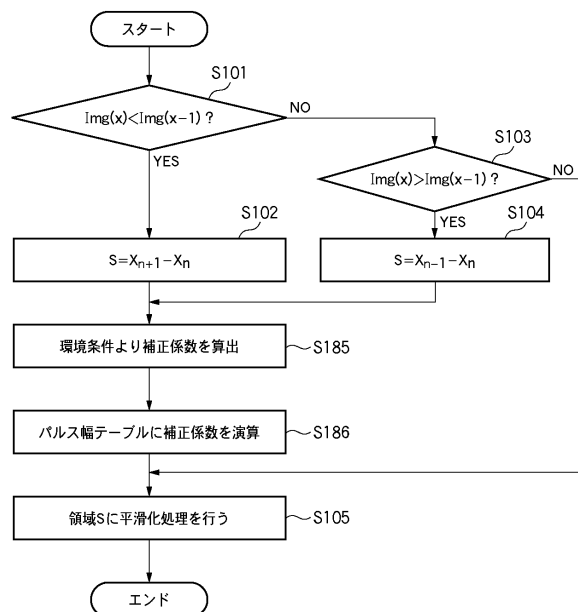 スタート
S101
Img(x)<Img(x-1)?
NO
YES
S103
Img(x)>Img(x-1)?
NO
YES
S102
S=Xn+1-Xn
S104
S=Xn-1-Xn
環境条件より補正係数を算出
S185
パルス幅テーブルに補正係数を演算
S186
領域Sに平滑化処理を行う
S105
エンド